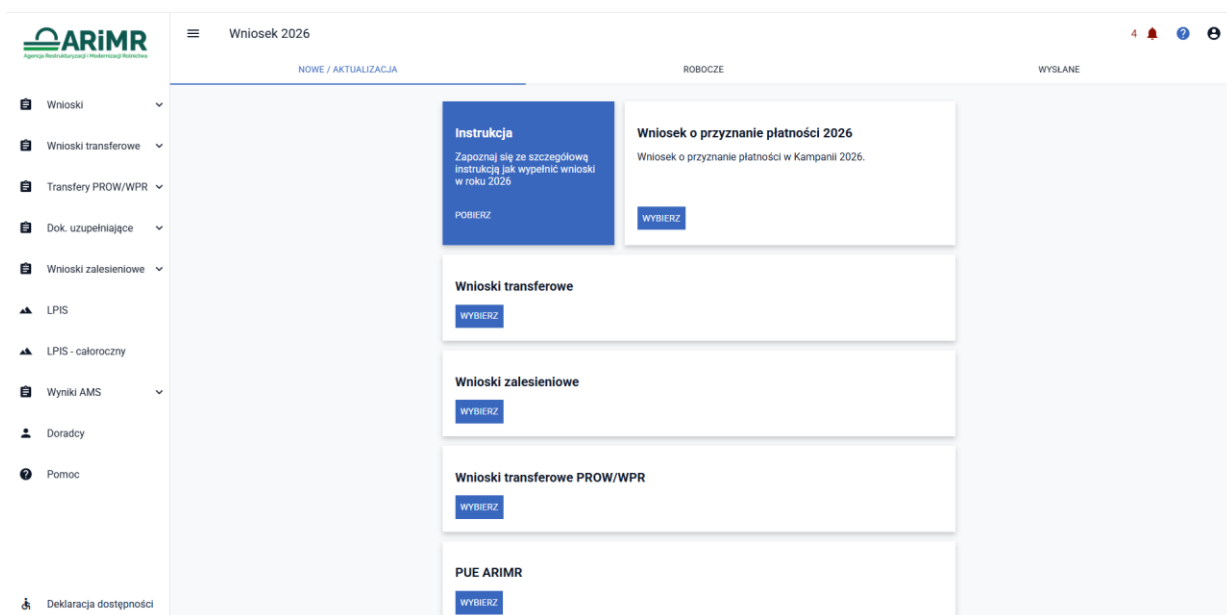 ARiMR
Agencja Restrukturyzacji i Modernizacji Rolnictwa
Wniosek 2026
4
NOWE / AKTUALIZACJA
ROBOCZE
WYSŁANE
Wnioski
Wnioski transferowe
Transfery PROW/WPR
Dok. uzupełniające
Wnioski zalesieniowe
LPIS
LPIS - całoroczny
Wyniki AMS
Doradcy
Pomoc
Deklaracja dostępności
Instrukcja
Zapoznaj się ze szczegółową
instrukcją jak wypełnić wnioski
w roku 2026
POBIERZ
Wniosek o przyznanie płatności 2026
Wniosek o przyznanie płatności w Kampanii 2026.
WYBIERZ
Wnioski transferowe
WYBIERZ
Wnioski zalesieniowe
WYBIERZ
Wnioski transferowe PROW/WPR
WYBIERZ
PUE ARIMR
WYBIERZ